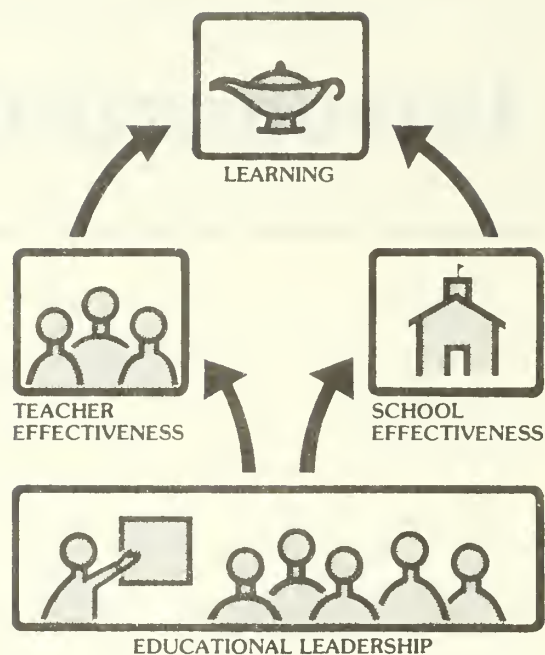 LEARNING
TEACHER
EFFECTIVENESS
SCHOOL
EFFECTIVENESS
EDUCATIONAL LEADERSHIP